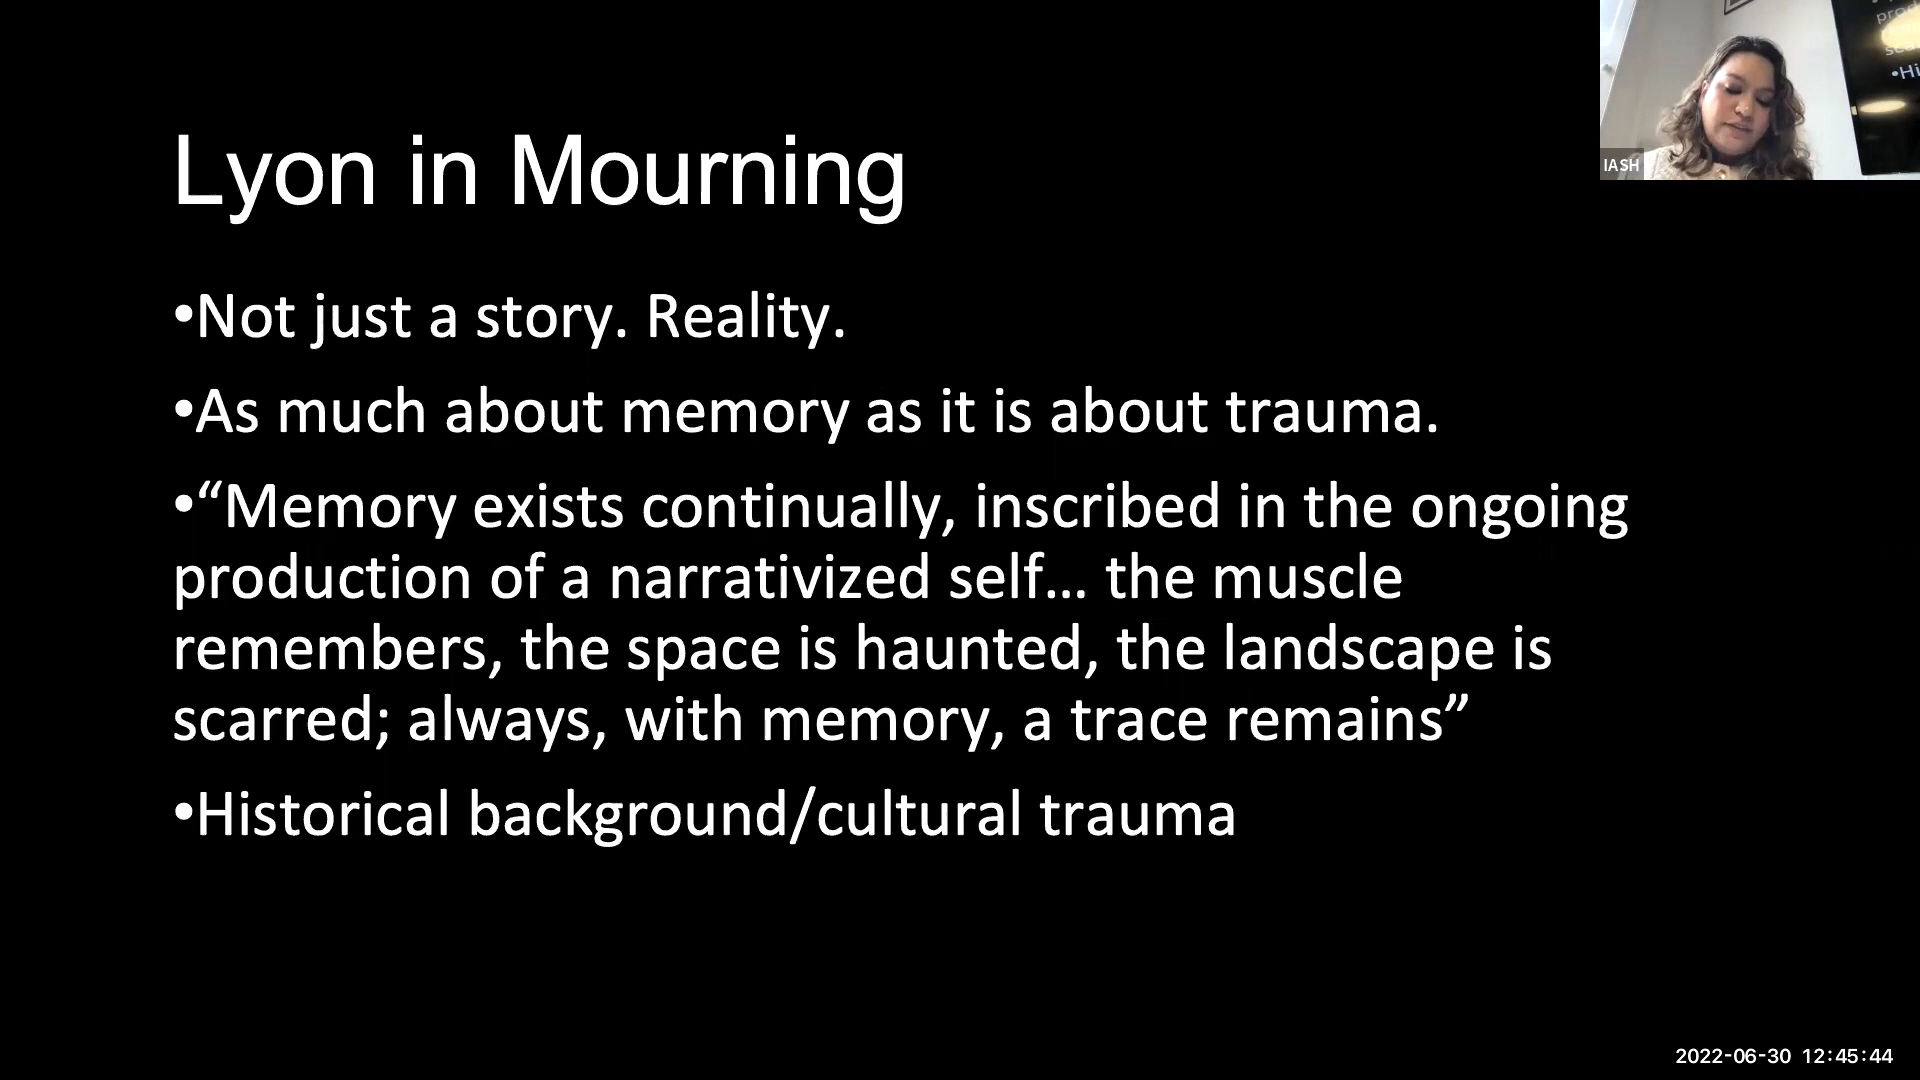 Lyon in Mourning
•Not just a story. Reality.
•As much about memory as it is about trauma.
•“Memory exists continually, inscribed in the ongoing
production of a narrativized self… the muscle
remembers, the space is haunted, the landscape is
scarred; always, with memory, a trace remains”
•Historical background/cultural trauma
IASH
•Hi
2022-06-30 12:45:44